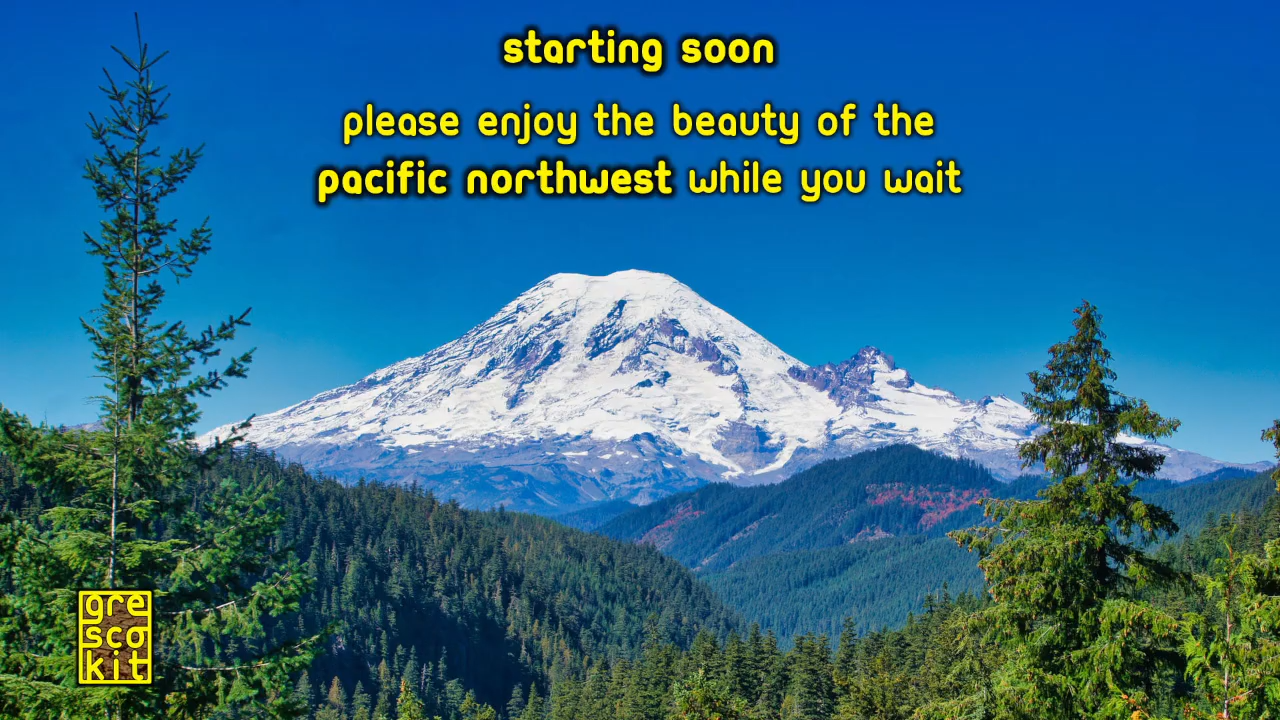 starting soon
please enjoy the beauty of the
pacific northwest while you wait
gre
sco
kit